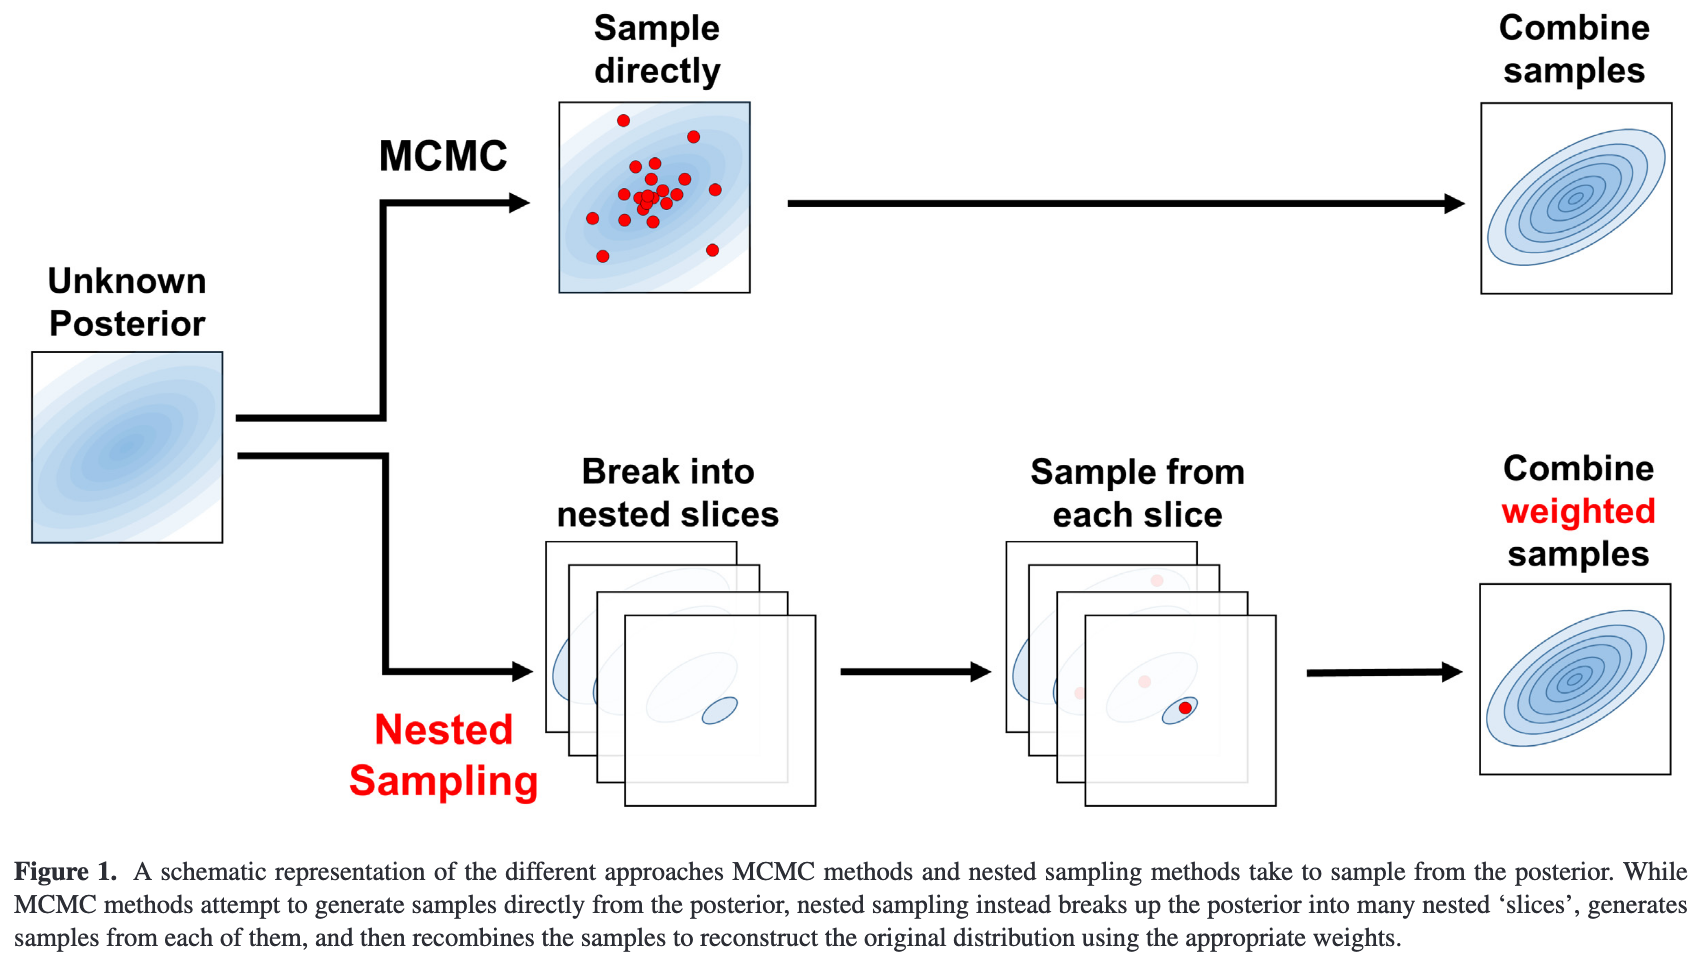 Sample
directly
Combine
samples
MCMC
Unknown
Posterior
Break into
nested slices
Sample from
each slice
Combine
weighted
samples
Nested
Sampling
Figure 1. A schematic representation of the different approaches MCMC methods and nested sampling methods take to sample from the posterior. While
MCMC methods attempt to generate samples directly from the posterior, nested sampling instead breaks up the posterior into many nested ‘slices’, generates
samples from each of them, and then recombines the samples to reconstruct the original distribution using the appropriate weights.